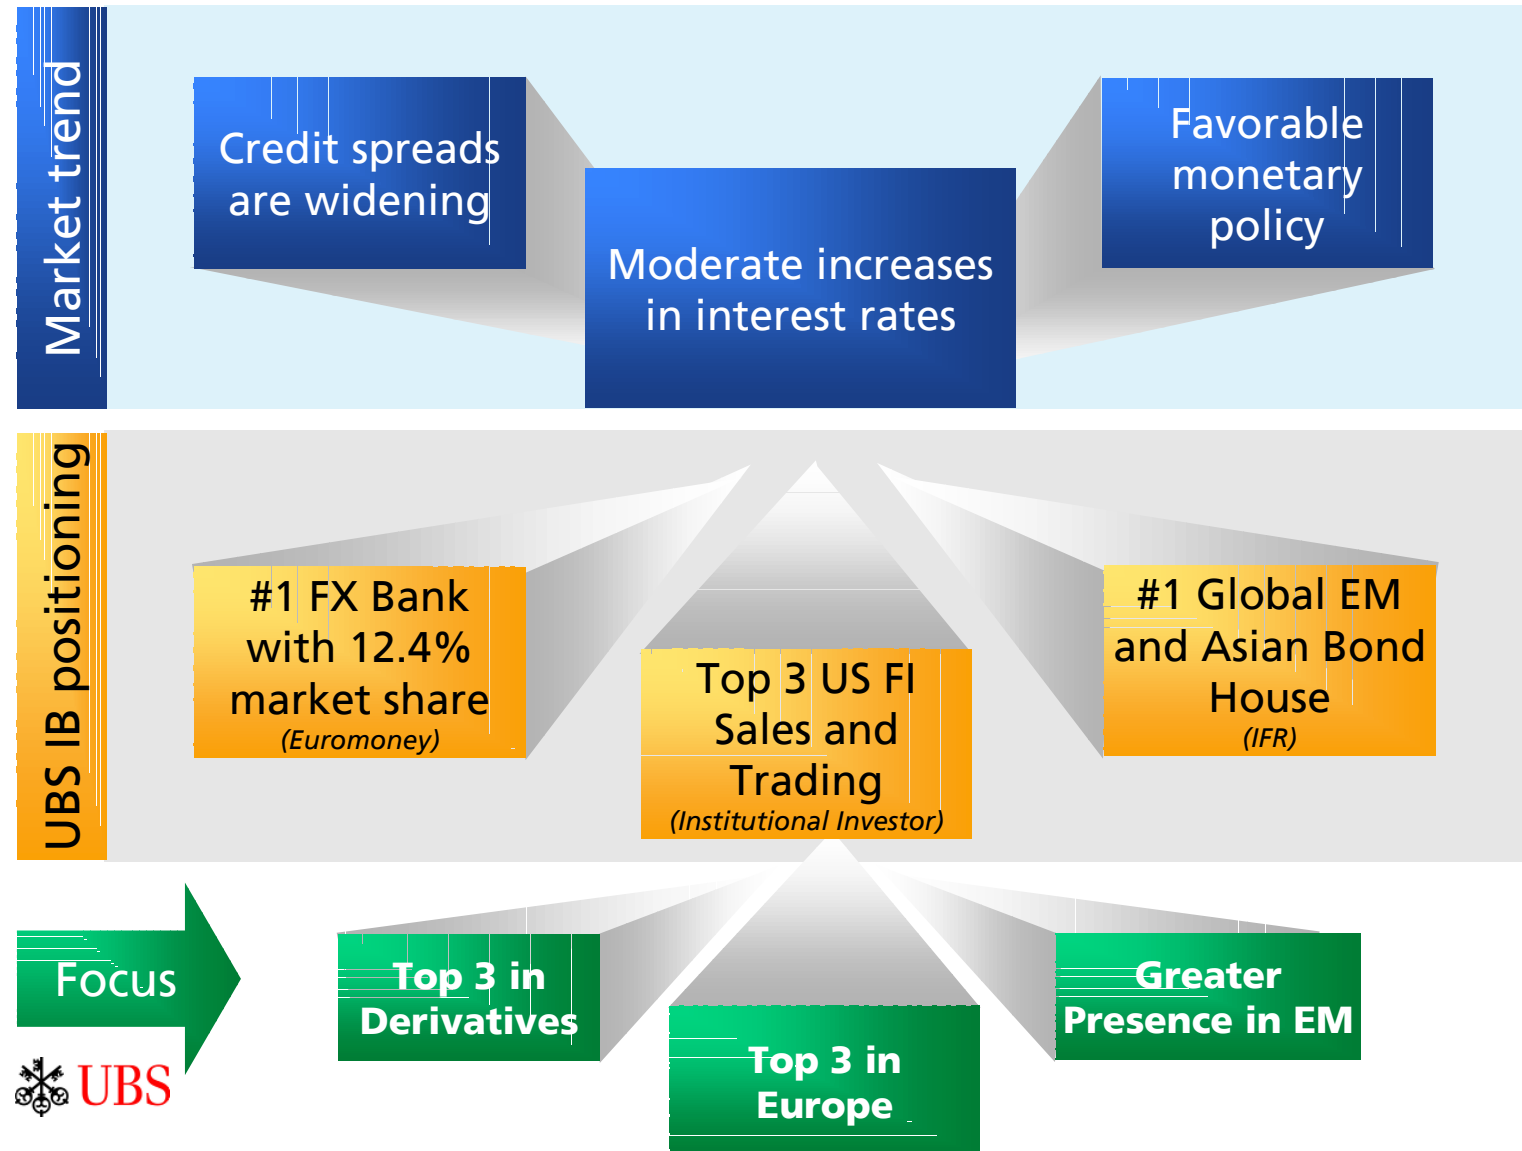 Market trend
Credit spreads
are widening
Moderate increases
in interest rates
Favorable
monetary
policy
UBS IB positioning
#1 FX Bank
with 12.4%
market share
(Euromoney)
Top 3 US FI
Sales and
Trading
(Institutional Investor)
#1 Global EM
and Asian Bond
House
(IFR)
Focus
Top 3 in
Derivatives
Top 3 in
Europe
Greater
Presence in EM
UBS